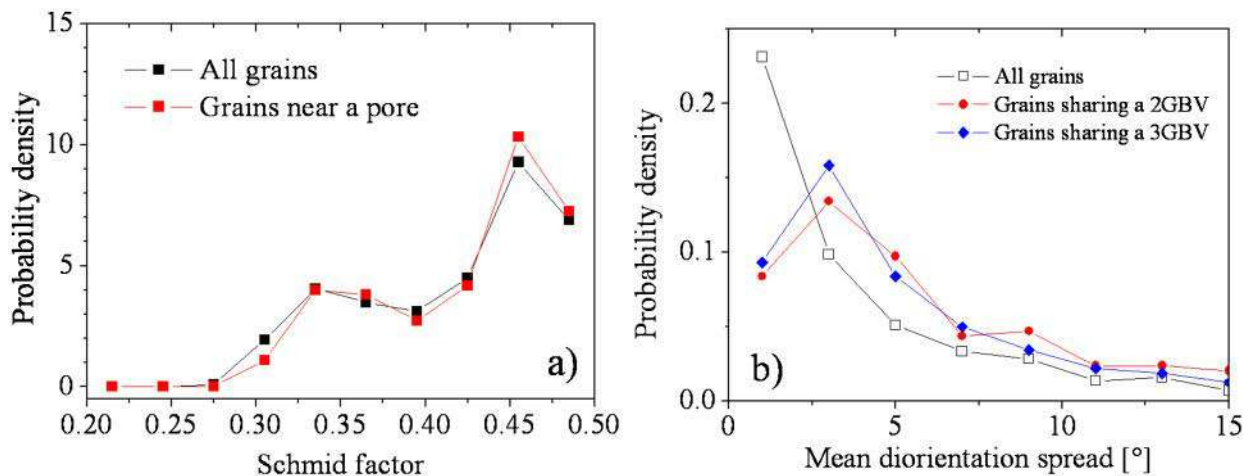 15
10
5
0
Probability density
All grains
Grains near a pore
a)
0.20 0.25 0.30 0.35 0.40 0.45 0.50
Schmid factor
0.2
0.1
0.0
Probability density
All grains
Grains sharing a 2GBV
Grains sharing a 3GBV
b)
0 5 10 15
Mean diorientation spread [°]